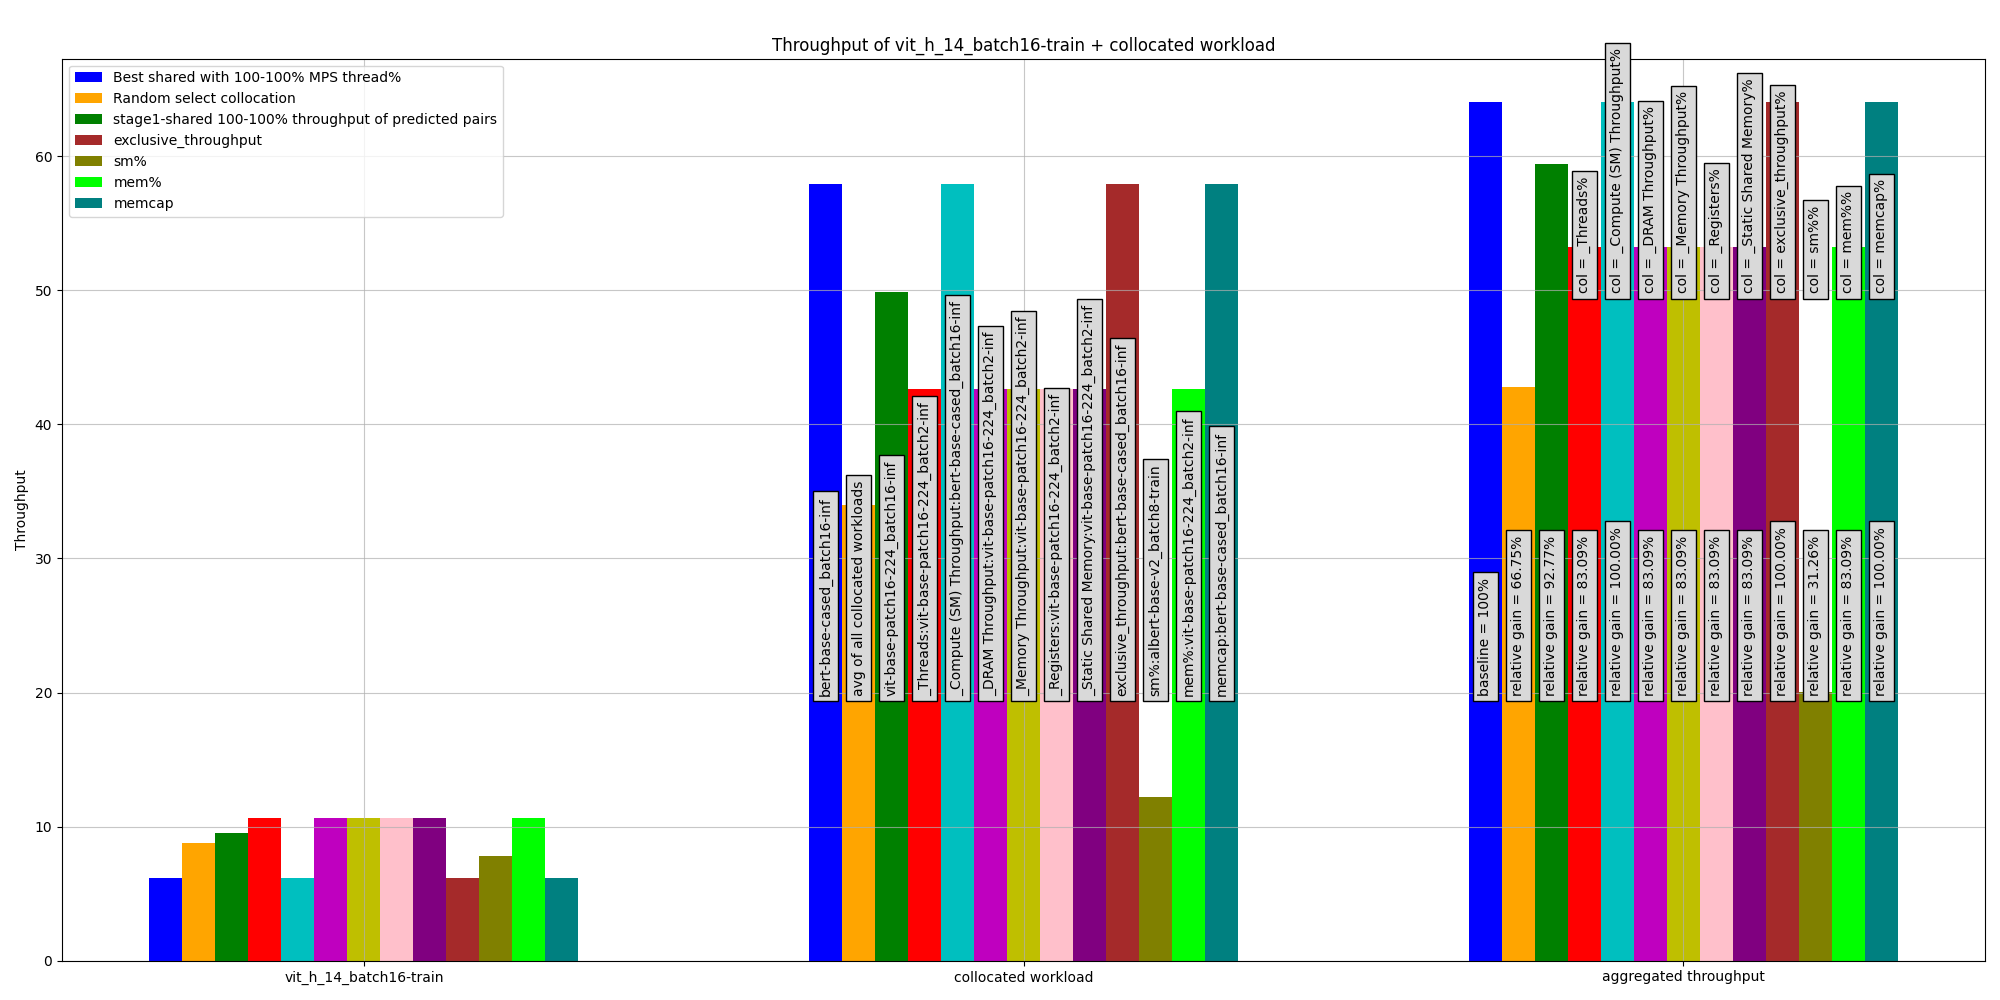 Throughput of vit_h_14_batch16-train + collocated workload
Best shared with 100-100% MPS thread%
Random select collocation
stage1-shared 100-100% throughput of predicted pairs
exclusive_throughput
sm%
mem%
memcap
Throughput
60
50
40
30
20
10
0
bert-base-cased_batch16-inf
avg of all collocated workloads
vit-base-patch16-224_batch16-inf
_Threads:vit-base-patch16-224_batch2-inf
_Compute (SM) Throughput:bert-base-cased_batch16-inf
_DRAM Throughput:vit-base-patch16-224_batch2-inf
_Memory Throughput:vit-base-patch16-224_batch2-inf
_Registers:vit-base-patch16-224_batch2-inf
_Static Shared Memory:vit-base-patch16-224_batch2-inf
exclusive_throughput:bert-base-cased_batch16-inf
sm%:albert-base-v2_batch8-train
mem%:vit-base-patch16-224_batch2-inf
memcap:bert-base-cased_batch16-inf
col = _Threads%
col = _Compute (SM) Throughput%
col = _DRAM Throughput%
col = _Memory Throughput%
col = _Registers%
col = _Static Shared Memory%
col = exclusive_throughput%
col = sm%%
col = mem%%
col = memcap%
baseline = 100%
relative gain = 66.75%
relative gain = 92.77%
relative gain = 83.09%
relative gain = 100.00%
relative gain = 83.09%
relative gain = 83.09%
relative gain = 83.09%
relative gain = 83.09%
relative gain = 100.00%
relative gain = 31.26%
relative gain = 83.09%
relative gain = 100.00%
vit_h_14_batch16-train
collocated workload
aggregated throughput